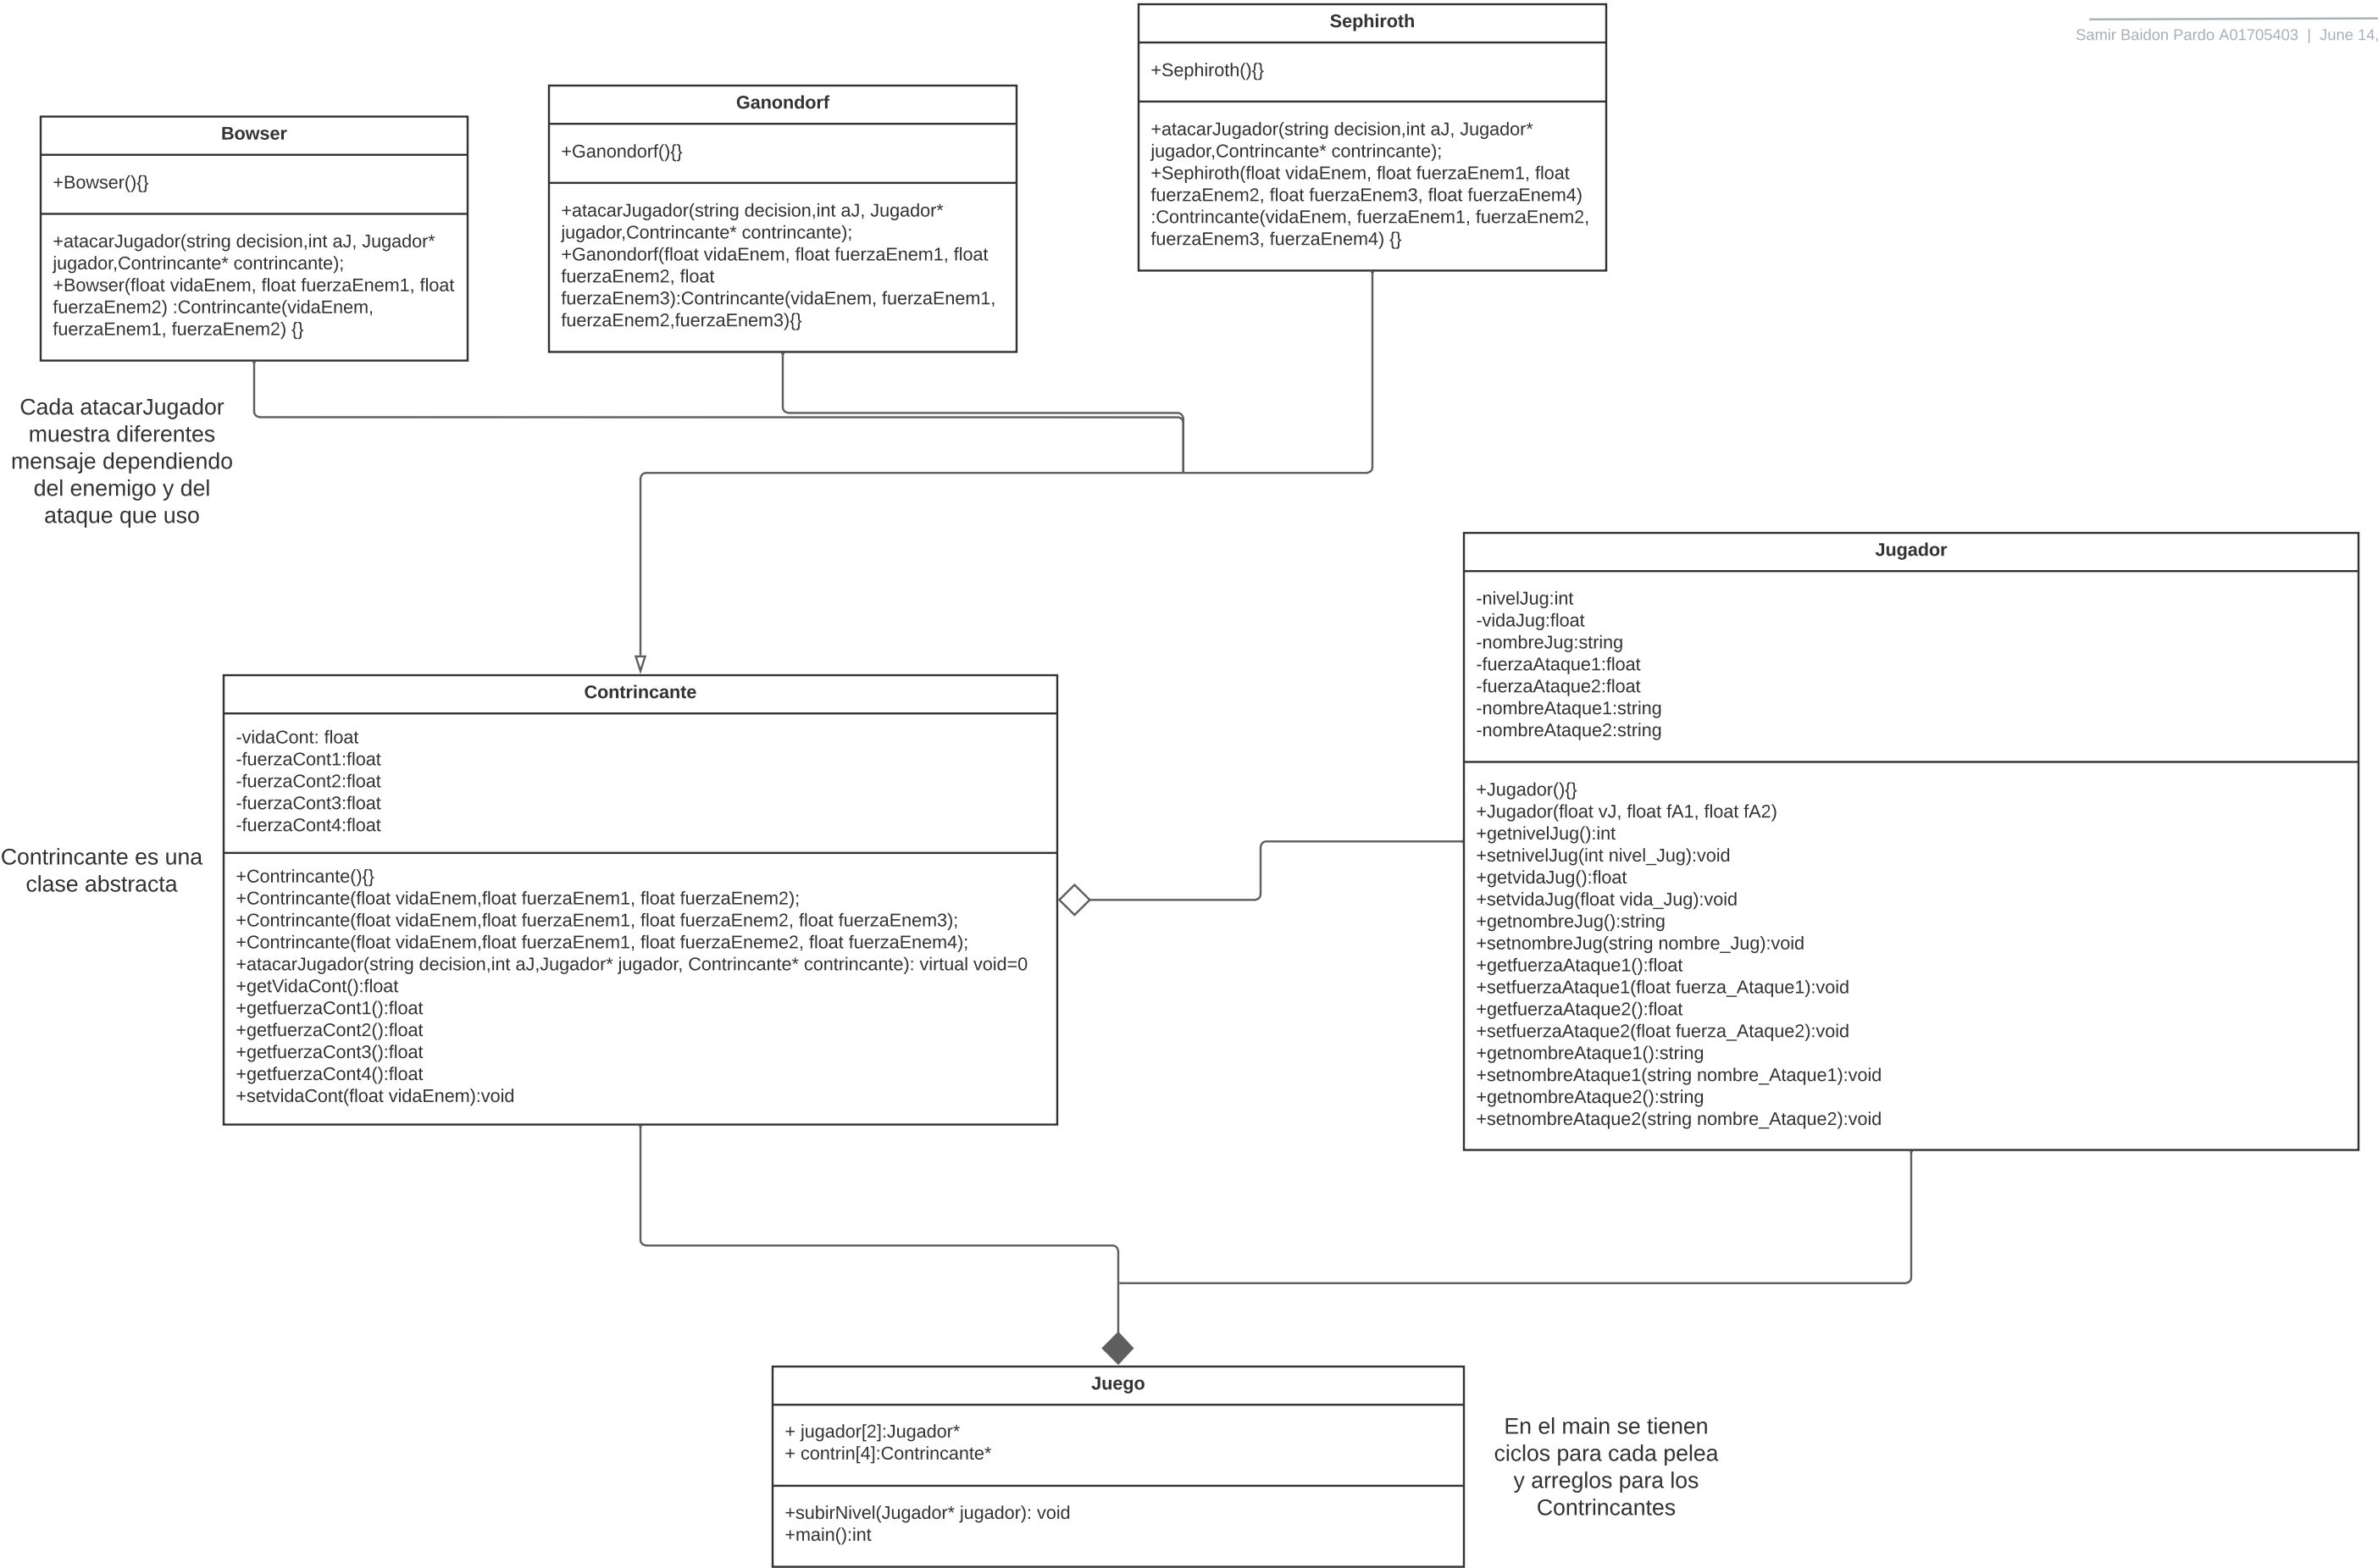 Samir Baidon Pardo A01705403 | June 14,
Sephiroth
+Sephiroth(){}
+atacarJugador(string decision,int aJ, Jugador*
jugador,Contrincante* contrincante);
+Sephiroth(float vidaEnem, float fuerzaEnem1, float
fuerzaEnem2, float fuerzaEnem3, float fuerzaEnem4)
:Contrincante(vidaEnem, fuerzaEnem1, fuerzaEnem2,
fuerzaEnem3, fuerzaEnem4) {}
Ganondorf
+Ganondorf(){}
+atacarJugador(string decision,int aJ, Jugador*
jugador,Contrincante* contrincante);
+Ganondorf(float vidaEnem, float fuerzaEnem1, float
fuerzaEnem2, float
fuerzaEnem3):Contrincante(vidaEnem, fuerzaEnem1,
fuerzaEnem2,fuerzaEnem3){}
Bowser
+Bowser(){}
+atacarJugador(string decision,int aJ, Jugador*
jugador,Contrincante* contrincante);
+Bowser(float vidaEnem, float fuerzaEnem1, float
fuerzaEnem2) :Contrincante(vidaEnem,
fuerzaEnem1, fuerzaEnem2) {}
Cada atacarJugador
muestra diferentes
mensaje dependiendo
del enemigo y del
ataque que uso
Jugador
-nivelJug:int
-vidaJug:float
-nombreJug:string
-fuerzaAtaque1:float
-fuerzaAtaque2:float
-nombreAtaque1:string
-nombreAtaque2:string
+Jugador(){}
+Jugador(float vJ, float fA1, float fA2)
+getnivelJug():int
+setnivelJug(int nivel_Jug):void
+getvidaJug():float
+setvidaJug(float vida_Jug):void
+getnombreJug():string
+setnombreJug(string nombre_Jug):void
+getfuerzaAtaque1():float
+setfuerzaAtaque1(float fuerza_Ataque1):void
+getfuerzaAtaque2():float
+setfuerzaAtaque2(float fuerza_Ataque2):void
+getnombreAtaque1():string
+setnombreAtaque1(string nombre_Ataque1):void
+getnombreAtaque2():string
+setnombreAtaque2(string nombre_Ataque2):void
Contrincante
-vidaCont: float
-fuerzaCont1:float
-fuerzaCont2:float
-fuerzaCont3:float
-fuerzaCont4:float
+Contrincante(){}
+Contrincante(float vidaEnem,float fuerzaEnem1, float fuerzaEnem2);
+Contrincante(float vidaEnem,float fuerzaEnem1, float fuerzaEnem2, float fuerzaEnem3);
+Contrincante(float vidaEnem,float fuerzaEnem1, float fuerzaEneme2, float fuerzaEnem4);
+atacarJugador(string decision,int aJ,Jugador* jugador, Contrincante* contrincante): virtual void=0
+getVidaCont():float
+getfuerzaCont1():float
+getfuerzaCont2():float
+getfuerzaCont3():float
+getfuerzaCont4():float
+setvidaCont(float vidaEnem):void
Contrincante es una
clase abstracta
Juego
+ jugador[2]:Jugador*
+ contrin[4]:Contrincante*
+subirNivel(Jugador* jugador): void
+main():int
En el main se tienen
ciclos para cada pelea
y arreglos para los
Contrincantes